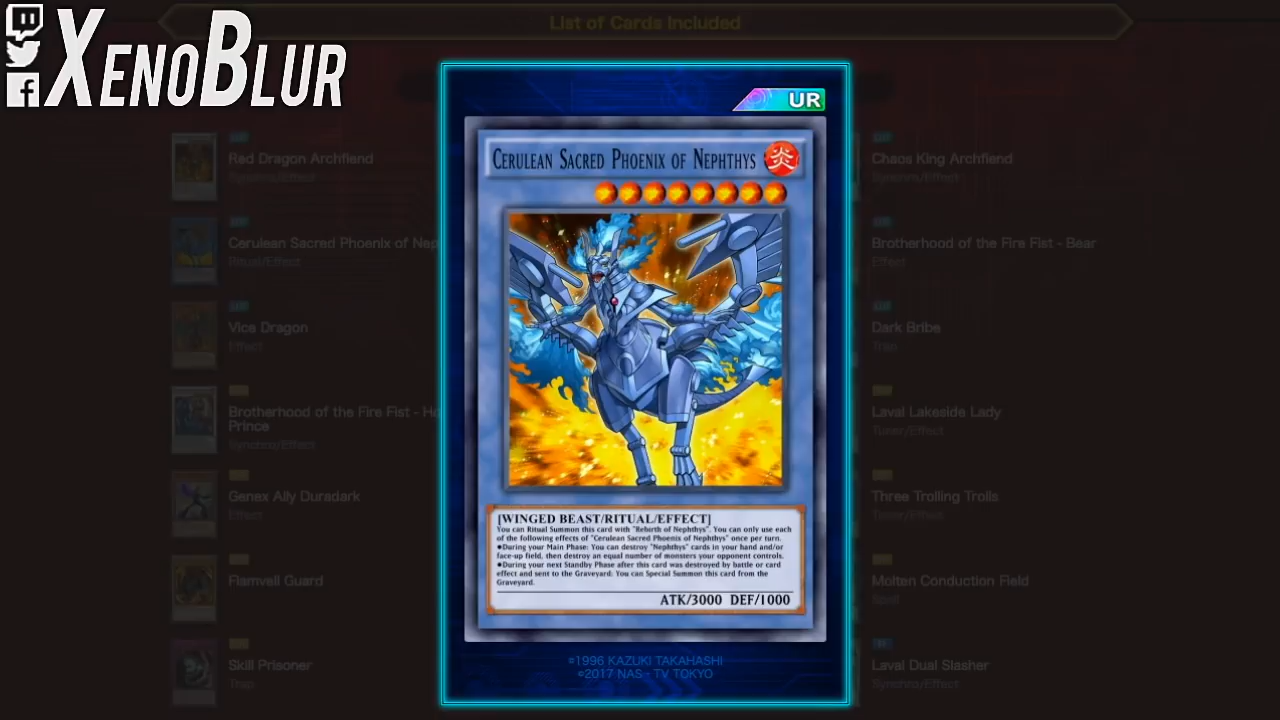 XENOBLUR
List of Cards Included
UR
CERULEAN SACRED PHOENIX OF NEPHTHYS 炎
[WINGED BEAST/RITUAL/EFFECT]
You can Ritual Summon this card with "Rebirth of Nephthys". You can only use each
of the following effects of "Cerulean Sacred Phoenix of Nephthys" once per turn.
●During your Main Phase: You can destroy "Nephthys" cards in your hand and/or
face-up field, then destroy an equal number of monsters your opponent controls.
●During your next Standby Phase after this card was destroyed by battle or card
effect and sent to the Graveyard: You can Special Summon this card from the
Graveyard.
ATK/3000 DEF/1000
©1996 KAZUKI TAKAHASHI
©2017 NAS · TV TOKYO
UR
Red Dragon Archfiend
Synchro/Effect
UR
Cerulean Sacred Phoenix of Nep
Ritual/Effect
UR
Vice Dragon
Effect
Brotherhood of the Fire Fist - Ho
Prince
Synchro/Effect
Genex Ally Duradark
Effect
Flamvell Guard
Skill Prisoner
Trap
UR
Chaos King Archfiend
Synchro/Effect
UR
Brotherhood of the Fire Fist - Bear
Effect
UR
Dark Bribe
Trap
Laval Lakeside Lady
Tuner/Effect
Three Trolling Trolls
Tuner/Effect
Molten Conduction Field
Spell
Laval Dual Slasher
Synchro/Effect